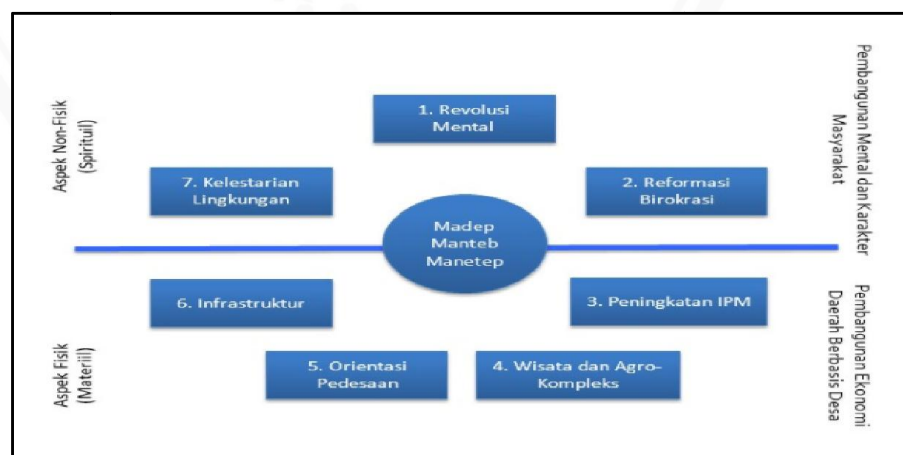 Aspek Non-Fisik
(Spirituil)
1. Revolusi
Mental
Pembangunan Mental dan Karakter
Masyarakat
7. Kelestarian
Lingkungan
2. Reformasi
Birokrasi
Madep
Manteb
Manetep
6. Infrastruktur
3. Peningkatan IPM
Aspek Fisik
(Materiil)
5. Orientasi
Pedesaan
4. Wisata dan Agro-
Kompleks
Pembangunan Ekonomi
Daerah Berbasis Desa